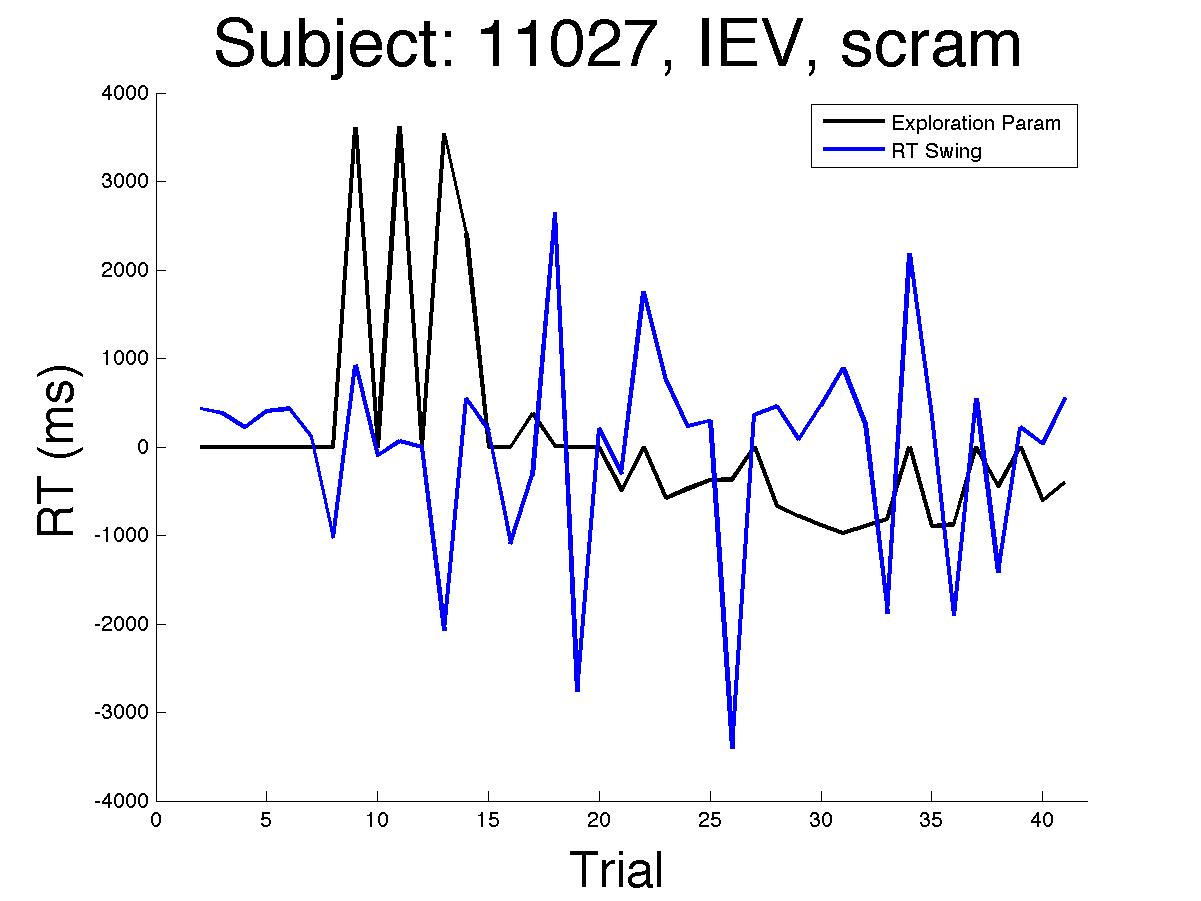 Subject: 11027, IEV, scram
Exploration Param
RT Swing
4000
3000
2000
1000
0
-1000
-2000
-3000
-4000
RT (ms)
0 5 10 15 20 25 30 35 40
Trial